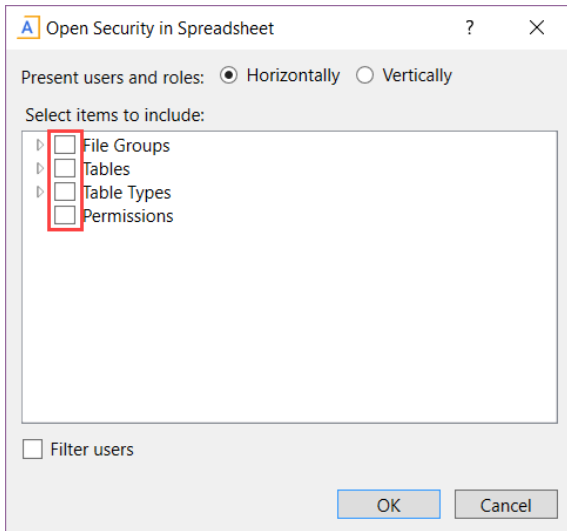 A Open Security in Spreadsheet ?
Present users and roles: Horizontally Vertically
Select items to include:
File Groups
Tables
Table Types
Permissions
Filter users
OK Cancel